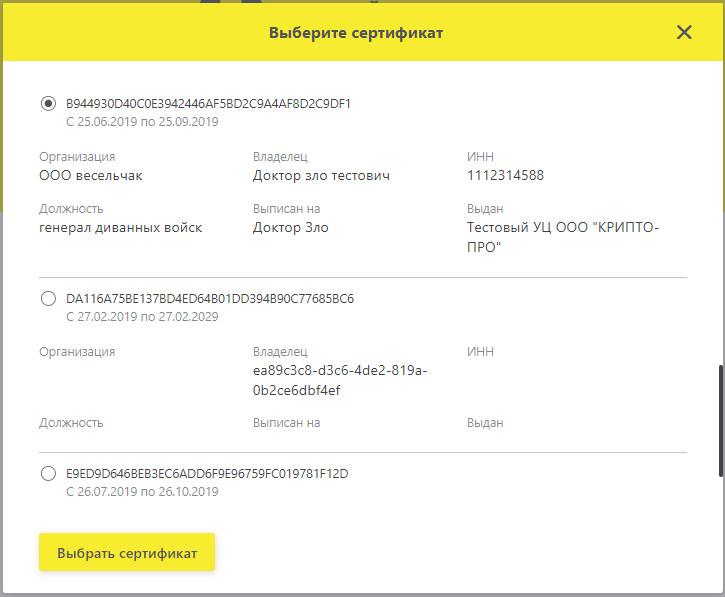 Выберите сертификат
B944930D40C0E3942446AF5BD2C9A4AF8D2C9DF1
С 25.06.2019 по 25.09.2019
Организация Владелец ИНН
ООО весельчак Доктор зло тестович 1112314588
Должность Выписан на Выдан
генерал диванных войск Доктор Зло Тестовый УЦ ООО "КРИПТО-
ПРО"
DA116A75BE137BD4ED64B01DD394B90C77685BC6
С 27.02.2019 по 27.02.2029
Организация Владелец ИНН
ea89c3c8-d3c6-4de2-819a-
0b2ce6dbf4ef
Должность Выписан на Выдан
E9ED9D646BEB3EC6ADD6F9E96759FC019781F12D
С 26.07.2019 по 26.10.2019
Выбрать сертификат